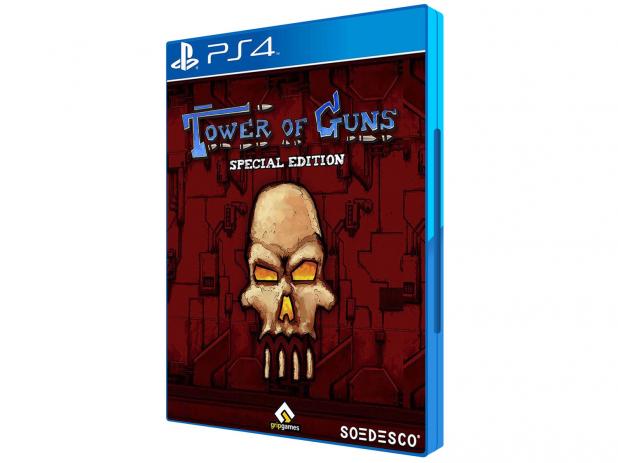 PS4
TOWER OF GUNS
SPECIAL EDITION
gripgames
SOEDESCO®